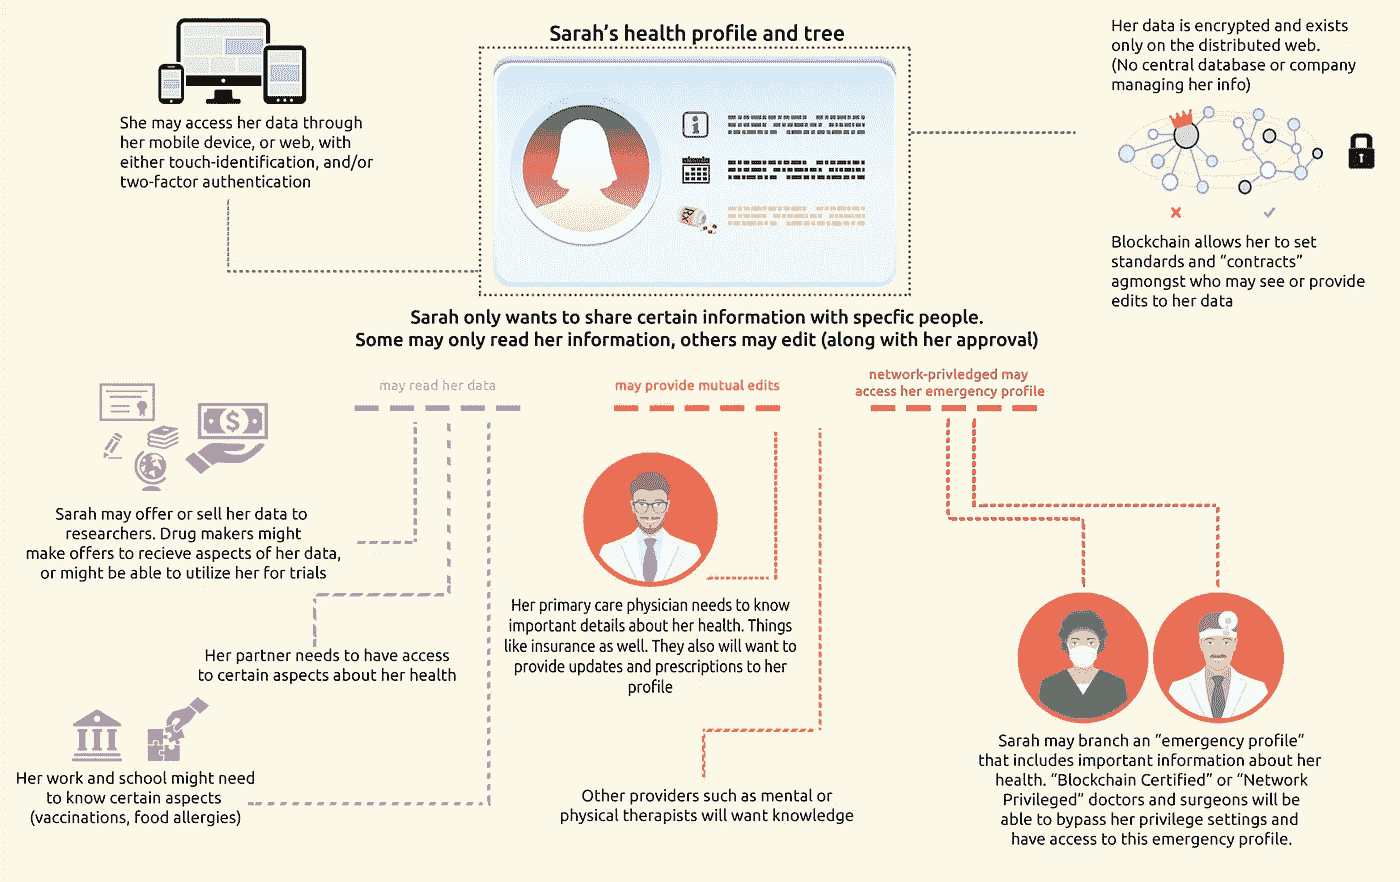 Sarah's health profile and tree
She may access her data through
her mobile device, or web, with
either touch-identification, and/or
two-factor authentication
Her data is encrypted and exists
only on the distributed web.
(No central database or company
managing her info)
Blockchain allows her to set
standards and “contracts”
agmongst who may see or provide
edits to her data
Rx
Sarah only wants to share certain information with specfic people.
Some may only read her information, others may edit (along with her approval)
may read her data
may provide mutual edits
network-privledged may
access her emergency profile
Sarah may offer or sell her data to
researchers. Drug makers might
make offers to recieve aspects of her data,
or might be able to utilize her for trials
Her partner needs to have access
to certain aspects about her health
Her work and school might need
to know certain aspects
(vaccinations, food allergies)
Her primary care physician needs to know
important details about her health. Things
like insurance as well. They also will want to
provide updates and prescriptions to her
profile
Other providers such as mental or
physical therapists will want knowledge
Sarah may branch an “emergency profile”
that includes important information about her
health. “Blockchain Certified” or “Network
Privileged” doctors and surgeons will be
able to bypass her privilege settings and
have access to this emergency profile.